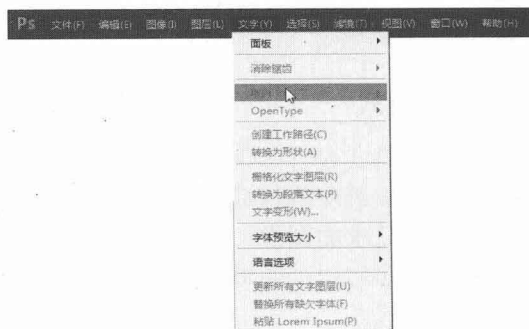 Ps 文件(F) 编辑(E) 图像(I) 图层(L) 文字(Y) 选择(S) 滤镜(T) 视图(V) 窗口(W) 帮助(H)
面板
消除锯齿
OpenType
创建工作路径(C)
转换为形状(A)
栅格化文字图层(R)
转换为段落文本(P)
文字变形(W)...
字体预览大小
语言选项
更新所有文字图层(U)
替换所有缺欠字体(F)
粘贴 Lorem Ipsum(P)